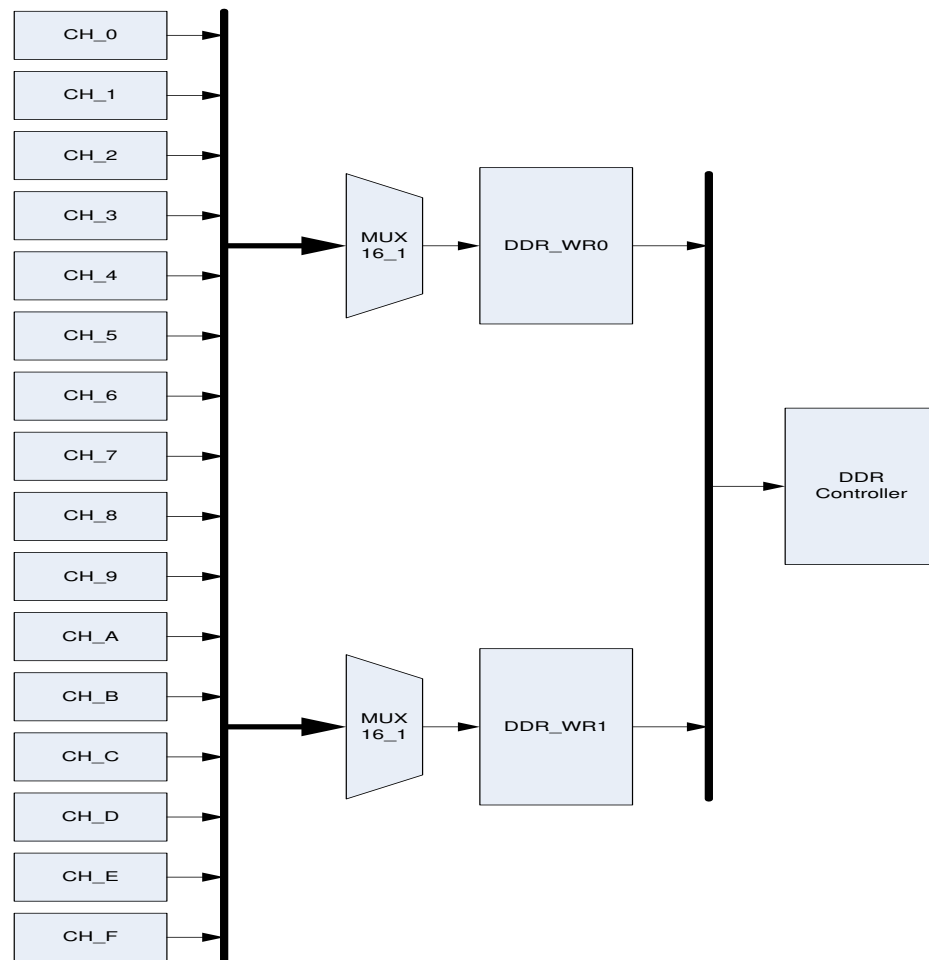 CH_0
CH_1
CH_2
CH_3
CH_4
CH_5
CH_6
CH_7
CH_8
CH_9
CH_A
CH_B
CH_C
CH_D
CH_E
CH_F
MUX
16_1
DDR_WR0
MUX
16_1
DDR_WR1
DDR
Controller